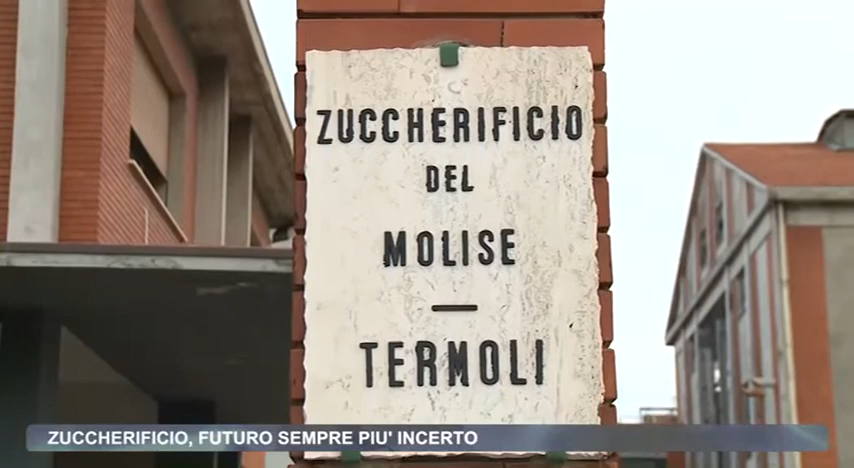 ZUCCHERIFICIO
DEL
MOLISE
—
TERMOLI
ZUCCHERIFICIO, FUTURO SEMPRE PIU' INCERTO